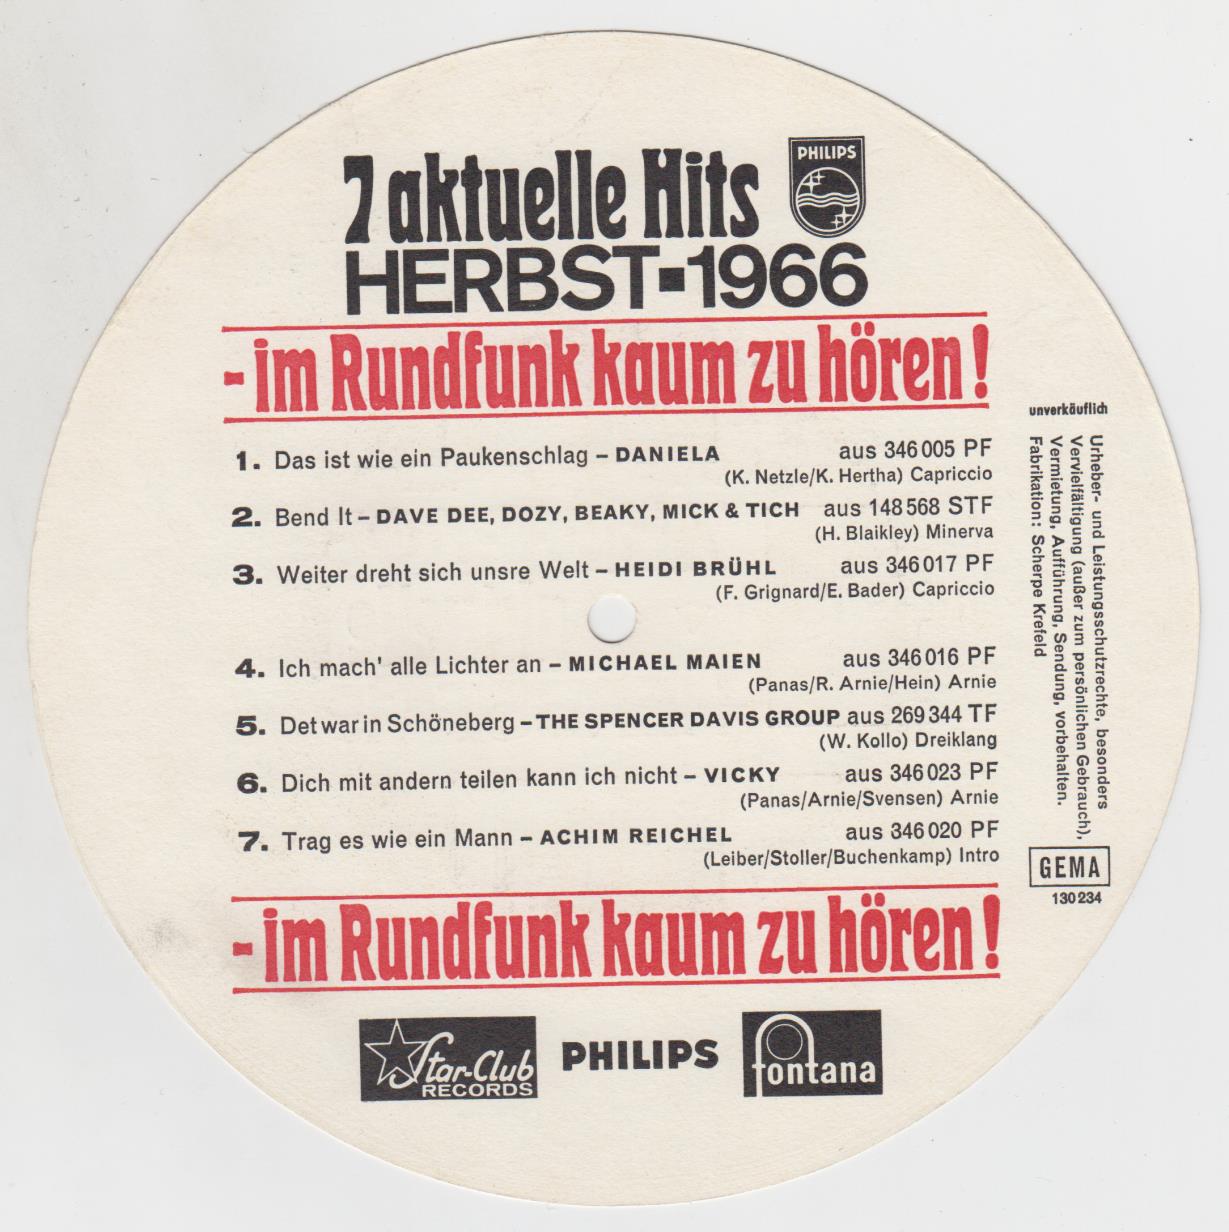 7 aktuelle Hits
PHILIPS
HERBST-1966
- im Rundfunk kaum zu hören!
1. Das ist wie ein Paukenschlag – DANIELA aus 346 005 PF
(K. Netzle/K. Hertha) Capriccio
2. Bend It – DAVE DEE, DOZY, BEAKY, MICK & TICH aus 148 568 STF
(H. Blaikley) Minerva
3. Weiter dreht sich unsre Welt – HEIDI BRÜHL aus 346 017 PF
(F. Grignard/E. Bader) Capriccio
4. Ich mach' alle Lichter an – MICHAEL MAIEN aus 346 016 PF
(Panas/R. Arnie/Hein) Arnie
5. Det war in Schöneberg – THE SPENCER DAVIS GROUP aus 269 344 TF
(W. Kollo) Dreiklang
6. Dich mit andern teilen kann ich nicht – VICKY aus 346 023 PF
(Panas/Arnie/Svensen) Arnie
7. Trag es wie ein Mann – ACHIM REICHEL aus 346 020 PF
(Leiber/Stoller/Buchenkamp) Intro
- im Rundfunk kaum zu hören!
Star-Club
RECORDS
PHILIPS
fontana
unverkäuflich
Urheber- und Leistungsschutzrechte, besonders
Vervielfältigung (außer zum persönlichen Gebrauch),
Vermietung, Aufführung, Sendung, vorbehalten.
Fabrikation: Scherpe Krefeld
GEMA
130 234